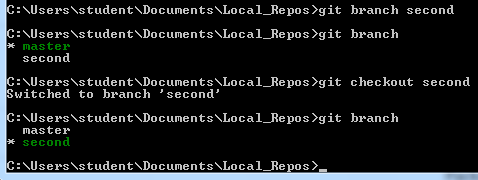 C:\Users\student\Documents\Local_Repos>git branch second
C:\Users\student\Documents\Local_Repos>git branch
* master
  second
C:\Users\student\Documents\Local_Repos>git checkout second
Switched to branch 'second'
C:\Users\student\Documents\Local_Repos>git branch
  master
* second
C:\Users\student\Documents\Local_Repos>_